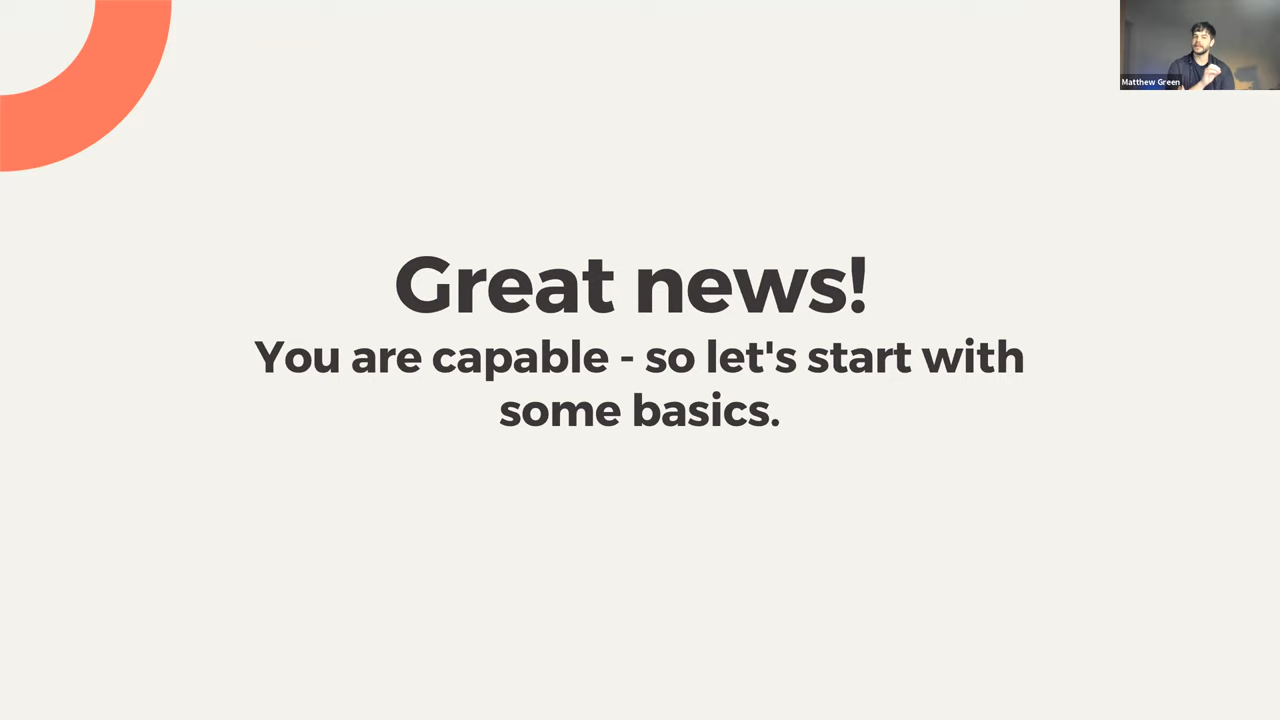 Matthew Green
Great news!
You are capable - so let's start with
some basics.